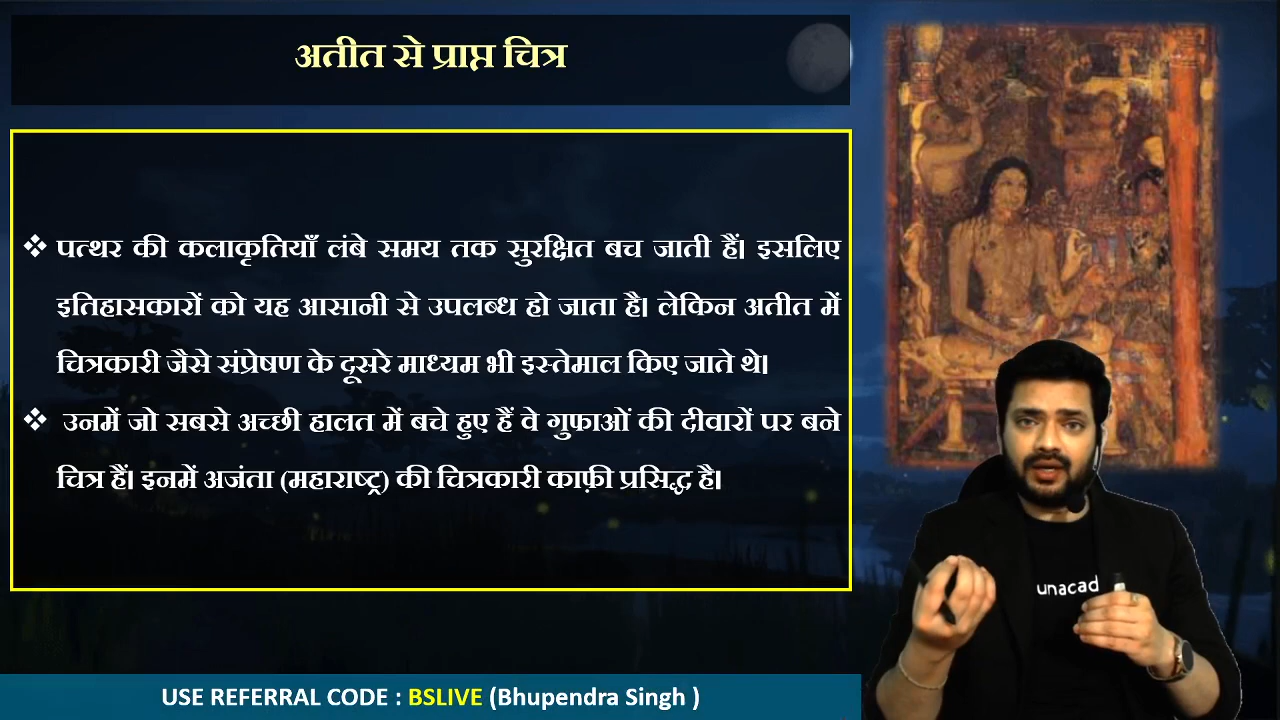 अतीत से प्राप्त चित्र
❖ पत्थर की कलाकृतियाँ लंबे समय तक सुरक्षित बच जाती हैं। इसलिए
इतिहासकारों को यह आसानी से उपलब्ध हो जाता है। लेकिन अतीत में
चित्रकारी जैसे संप्रेषण के दूसरे माध्यम भी इस्तेमाल किए जाते थे।
❖ उनमें जो सबसे अच्छी हालत में बचे हुए हैं वे गुफाओं की दीवारों पर बने
चित्र हैं। इनमें अजंता (महाराष्ट्र) की चित्रकारी काफ़ी प्रसिद्ध है।
unacad
USE REFERRAL CODE : BSLIVE (Bhupendra Singh )